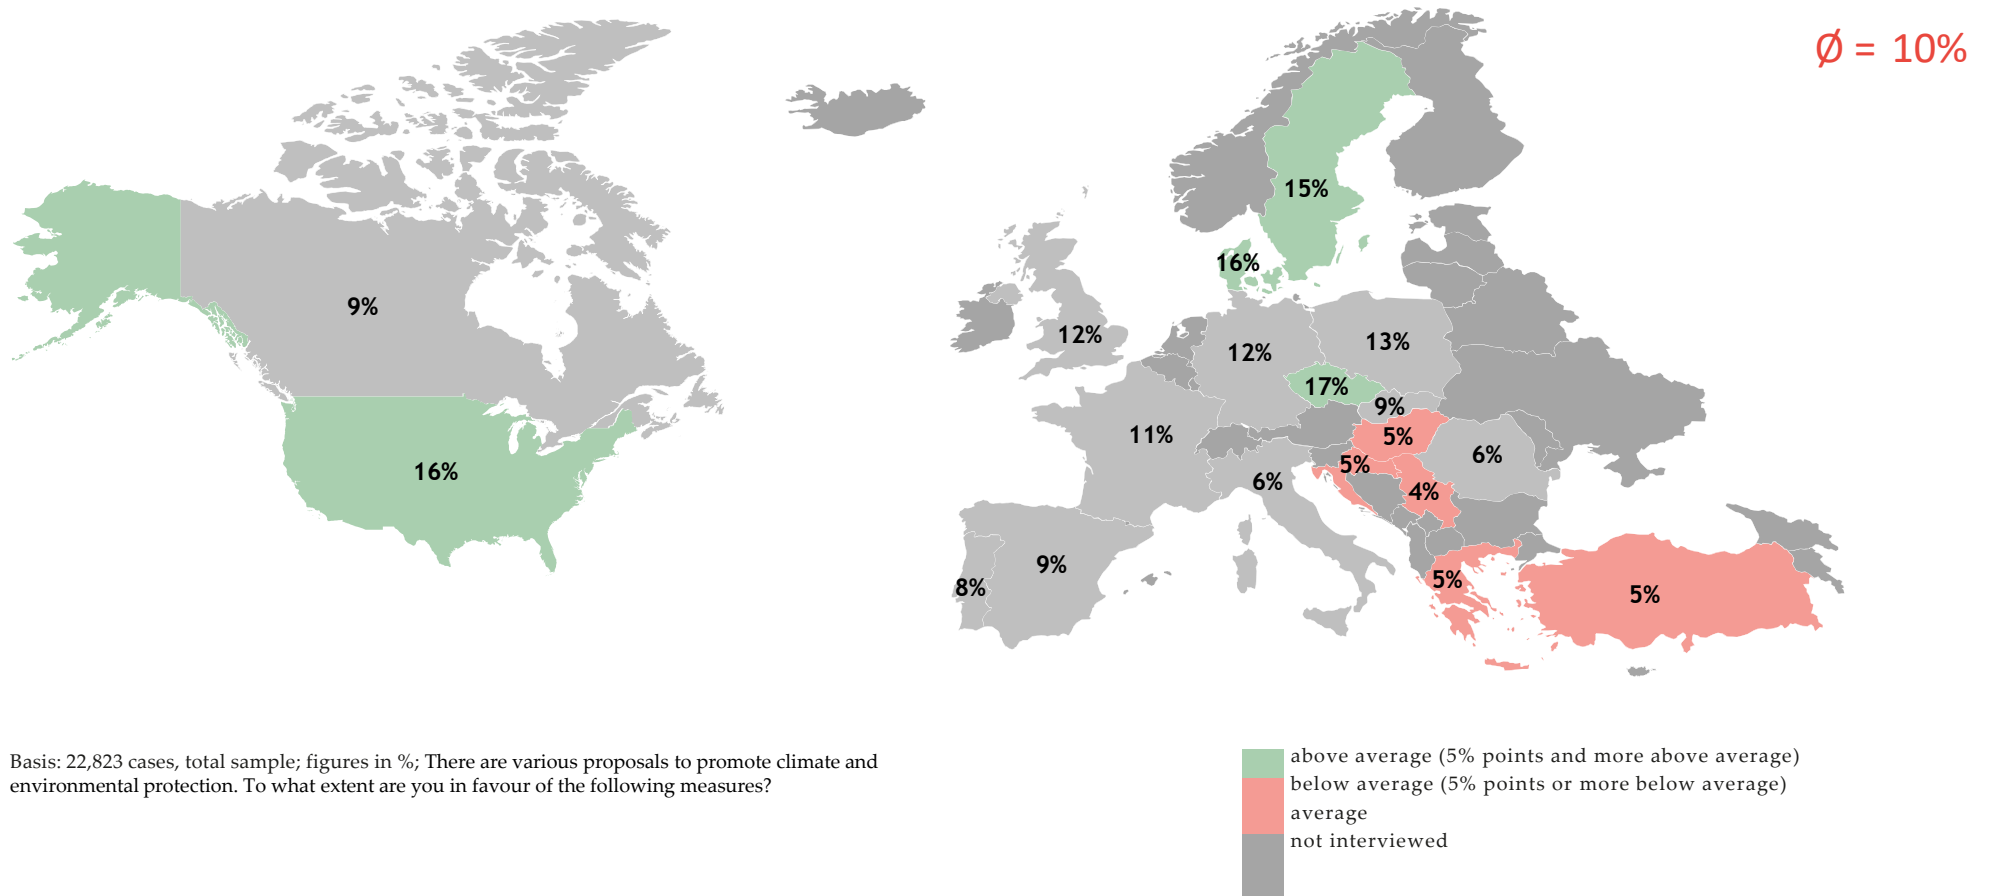 Ø = 10%
15%
16%
9%
12%
12%
13%
17%
9%
11%
5%
6%
5%
16%
6%
4%
9%
5%
8%
5%
Basis: 22,823 cases, total sample; figures in %; There are various proposals to promote climate and
environmental protection. To what extent are you in favour of the following measures?
above average (5% points and more above average)
below average (5% points or more below average)
average
not interviewed